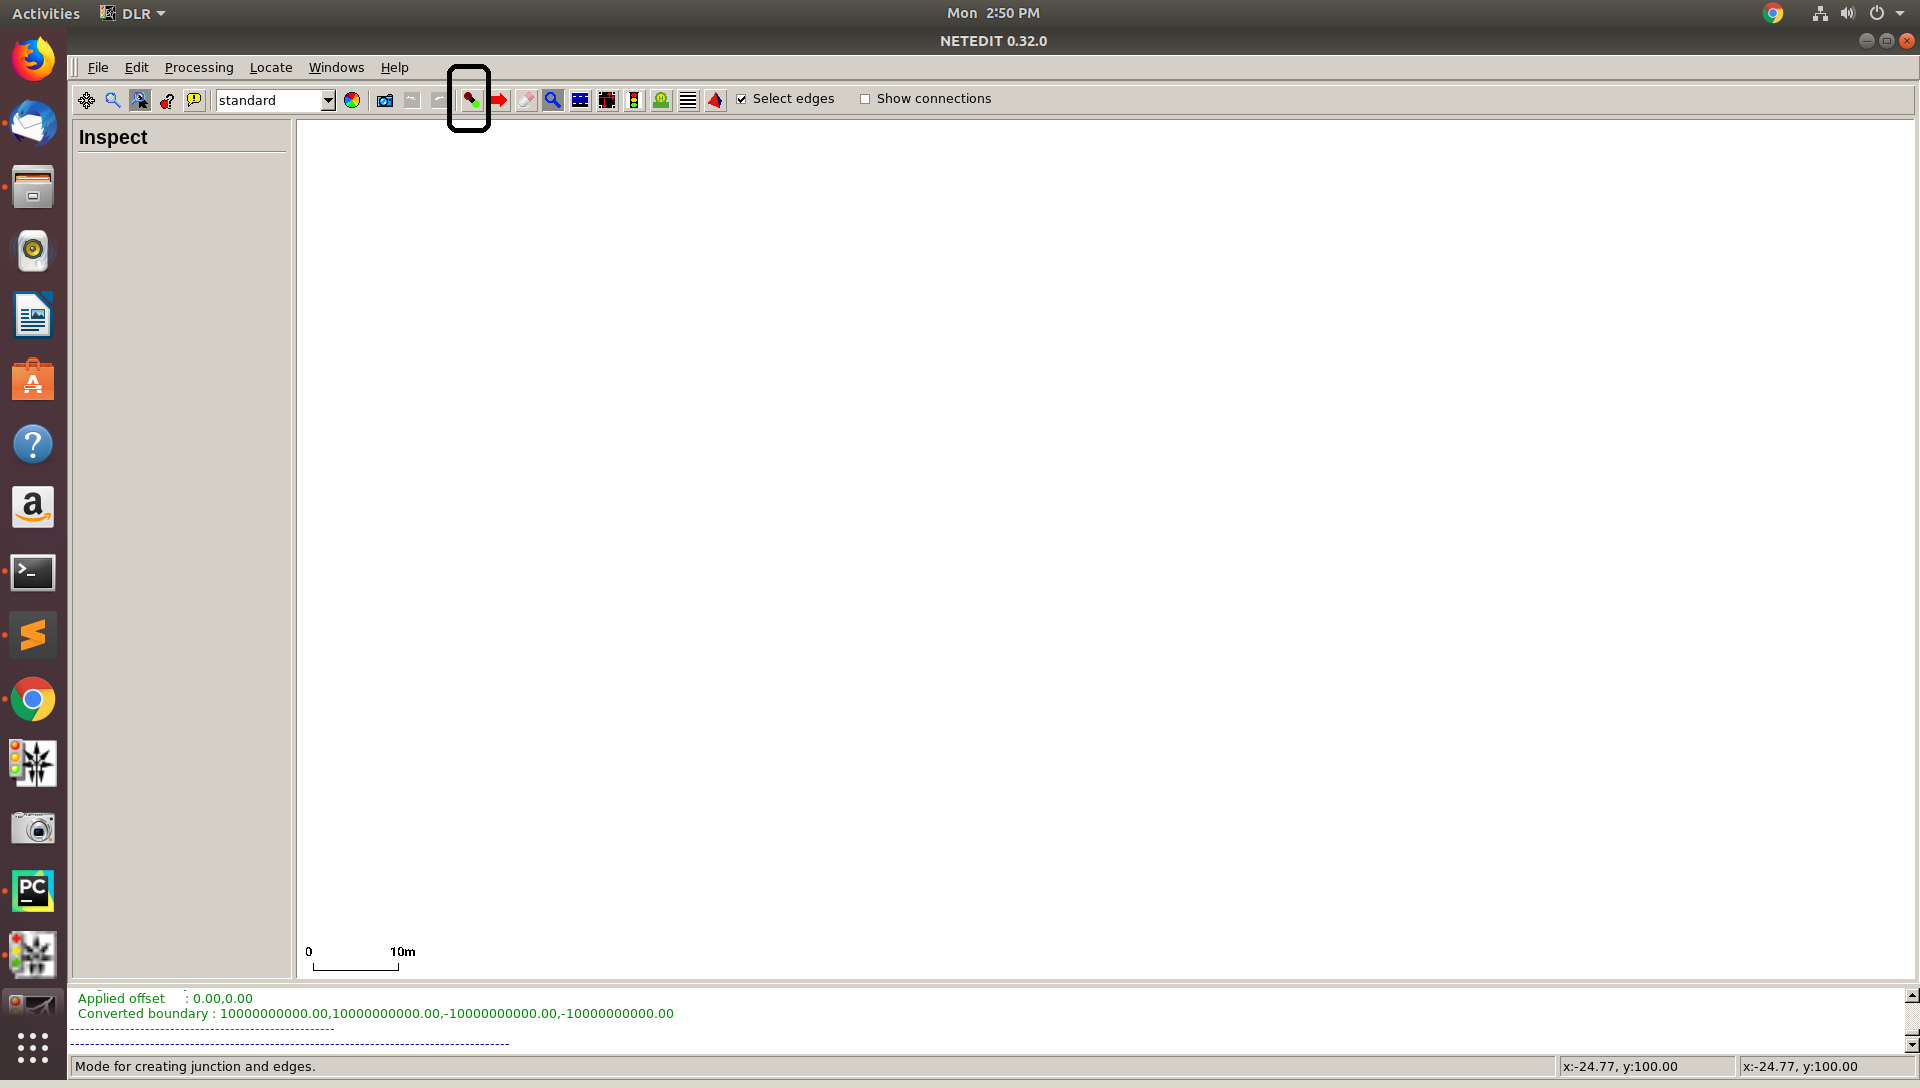 Activities DLR Mon 2:50 PM
NETEDIT 0.32.0
File Edit Processing Locate Windows Help
standard Select edges Show connections
Inspect
0 10m
Applied offset : 0.00,0.00
Converted boundary : 10000000000.00,10000000000.00,-10000000000.00,-10000000000.00
Mode for creating junction and edges. x:-24.77, y:100.00 x:-24.77, y:100.00